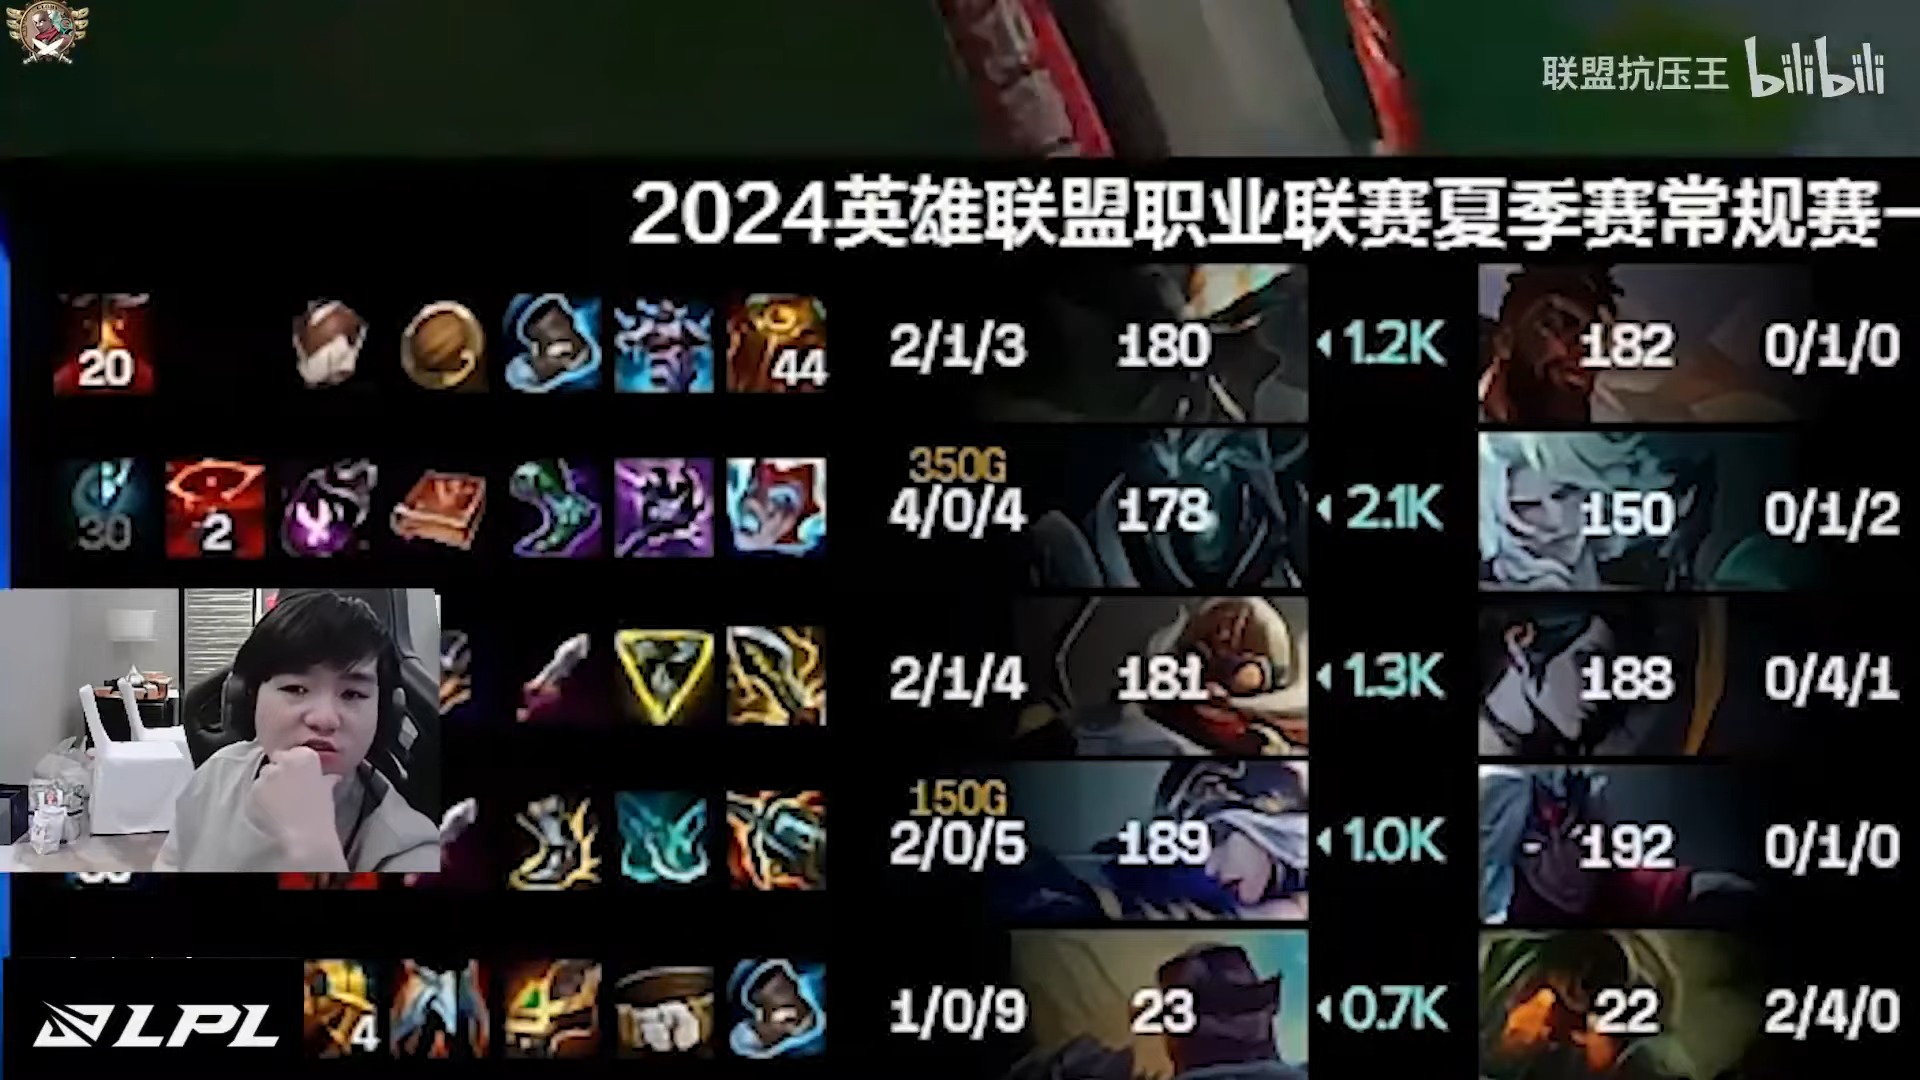 联盟抗压王 bilibili
2024英雄联盟职业联赛夏季赛常规赛一
20 44 2/1/3 180 1.2K 182 0/1/0
350G
30 2 4/0/4 178 2.1K 150 0/1/2
2/1/4 181 1.3K 188 0/4/1
150G
2/0/5 189 1.0K 192 0/1/0
LPL 4 1/0/9 23 0.7K 22 2/4/0